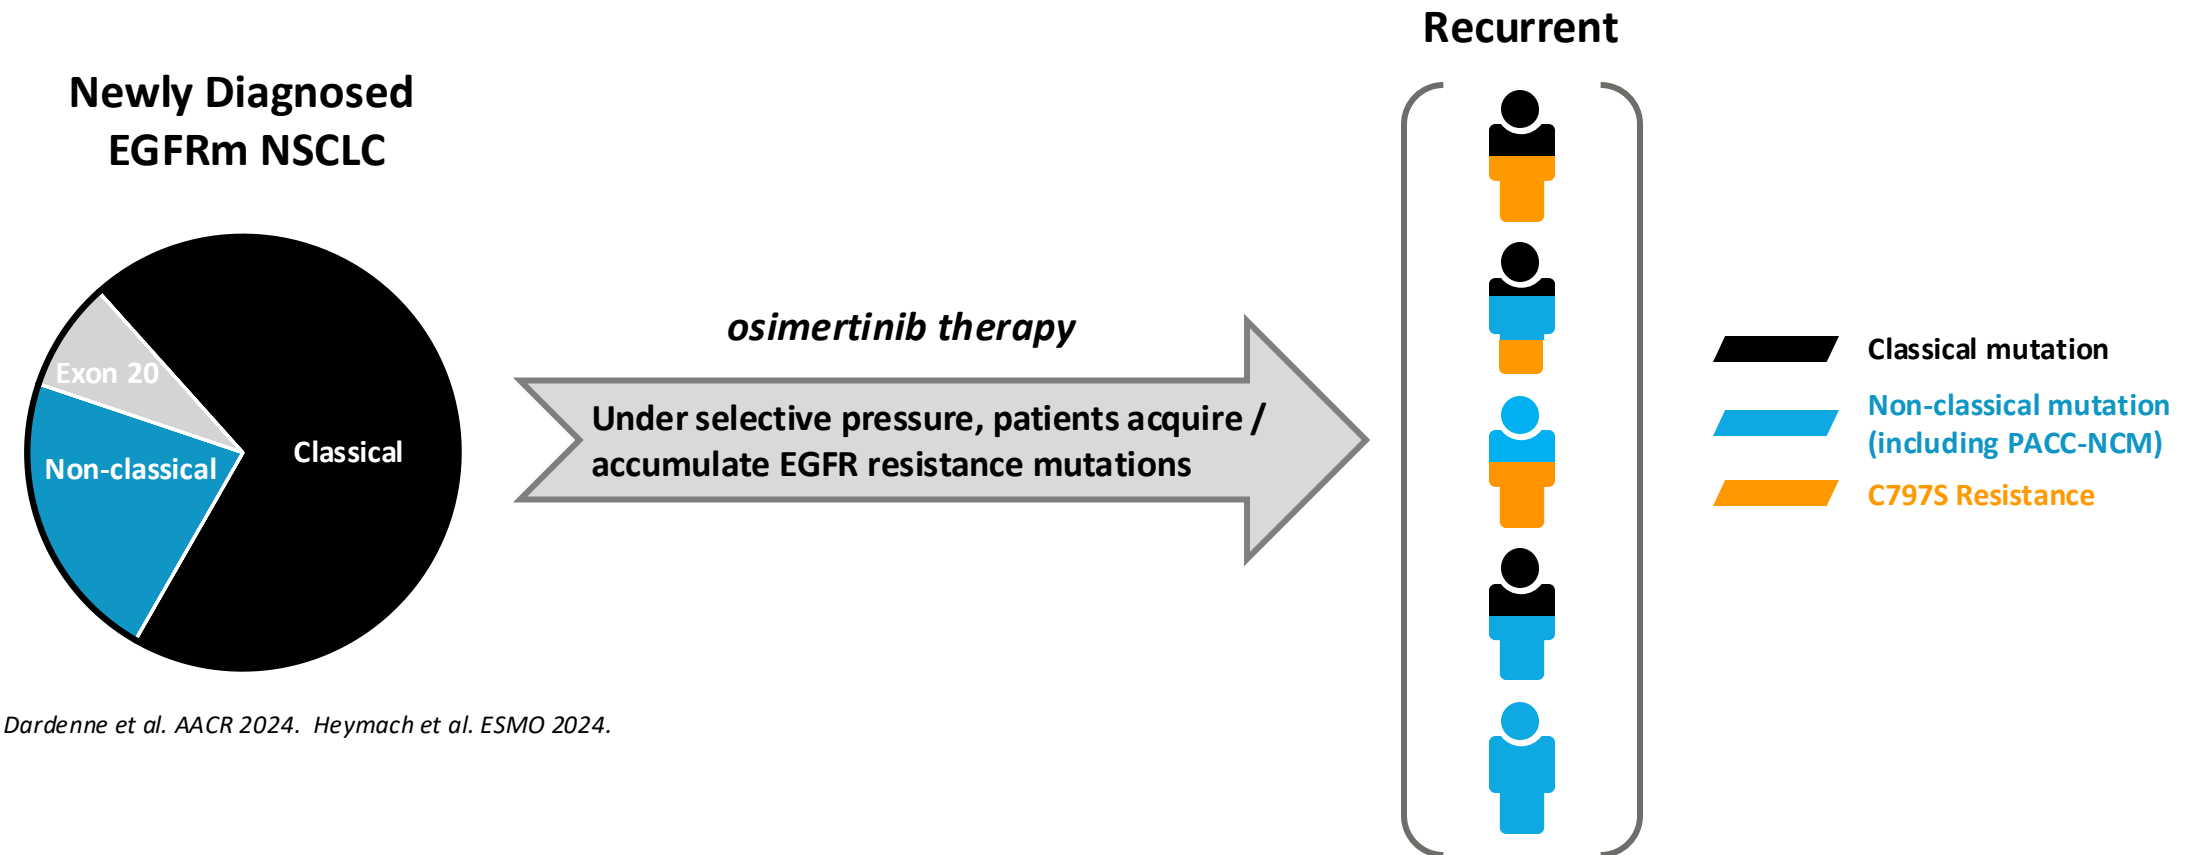 Newly Diagnosed
EGFRm NSCLC
Exon 20
Non-classical
Classical
Dardenne et al. AACR 2024.  Heymach et al. ESMO 2024.
osimertinib therapy
Under selective pressure, patients acquire /
accumulate EGFR resistance mutations
Recurrent
Classical mutation
Non-classical mutation
(including PACC-NCM)
C797S Resistance